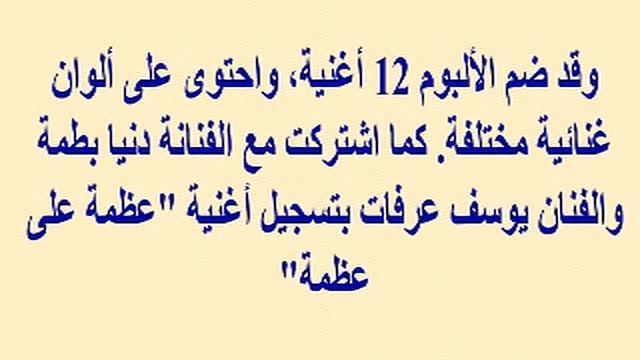 وقد ضم الألبوم 12 أغنية، واحتوى على ألوان
غنائية مختلفة. كما اشتركت مع الفنانة دنيا بطمة
والفنان يوسف عرفات بتسجيل أغنية "عظمة على
عظمة"